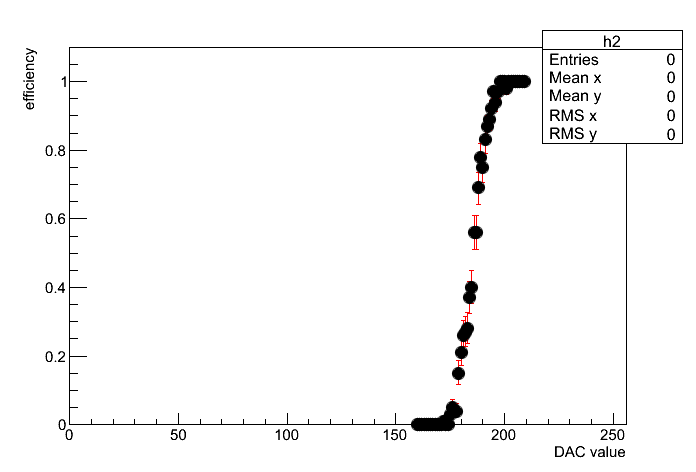 h2
Entries 0
Mean x 0
Mean y 0
RMS x 0
RMS y 0
efficiency
1
0.8
0.6
0.4
0.2
0
0 50 100 150 200 250
DAC value